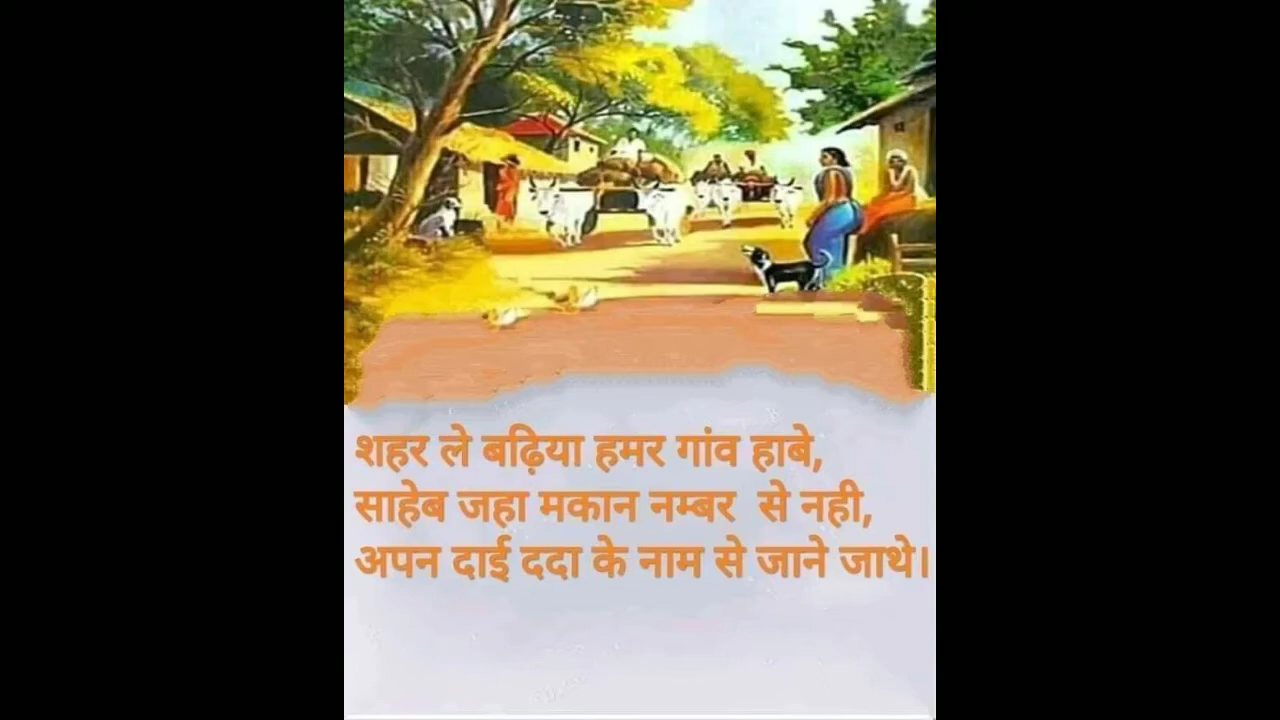 शहर ले बढ़िया हमर गांव हाबे,
साहेब जहा मकान नम्बर से नही,
अपन दाई ददा के नाम से जाने जाथे।